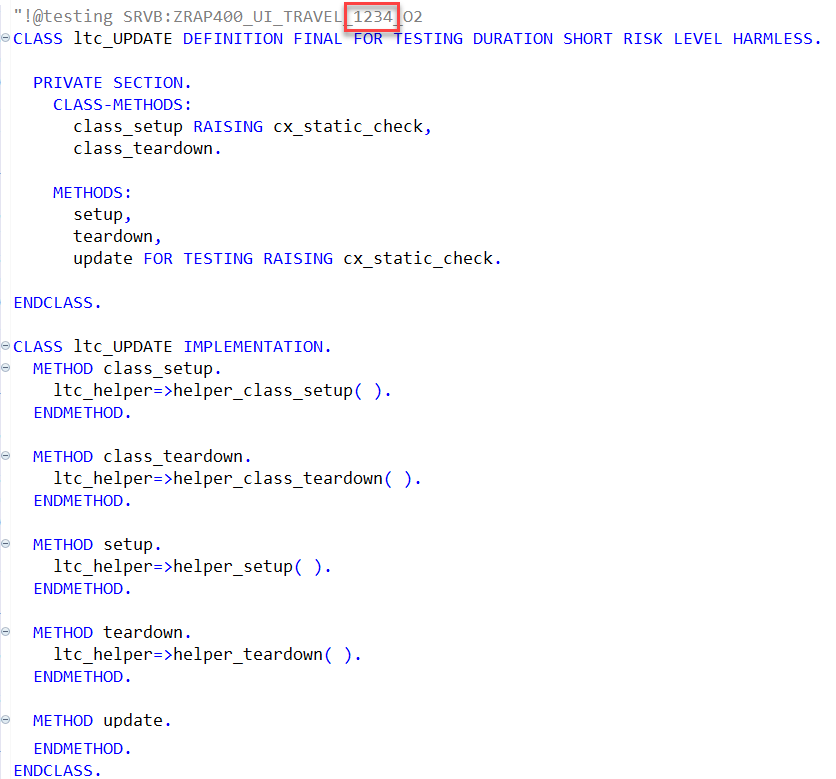 "!@testing SRVB:ZRAP400_UI_TRAVEL_1234_O2
CLASS ltc_UPDATE DEFINITION FINAL FOR TESTING DURATION SHORT RISK LEVEL HARMLESS.
PRIVATE SECTION.
CLASS-METHODS:
class_setup RAISING cx_static_check,
class_teardown.
METHODS:
setup,
teardown,
update FOR TESTING RAISING cx_static_check.
ENDCLASS.
CLASS ltc_UPDATE IMPLEMENTATION.
METHOD class_setup.
ltc_helper=>helper_class_setup( ).
ENDMETHOD.
METHOD class_teardown.
ltc_helper=>helper_class_teardown( ).
ENDMETHOD.
METHOD setup.
ltc_helper=>helper_setup( ).
ENDMETHOD.
METHOD teardown.
ltc_helper=>helper_teardown( ).
ENDMETHOD.
METHOD update.
ENDMETHOD.
ENDCLASS.